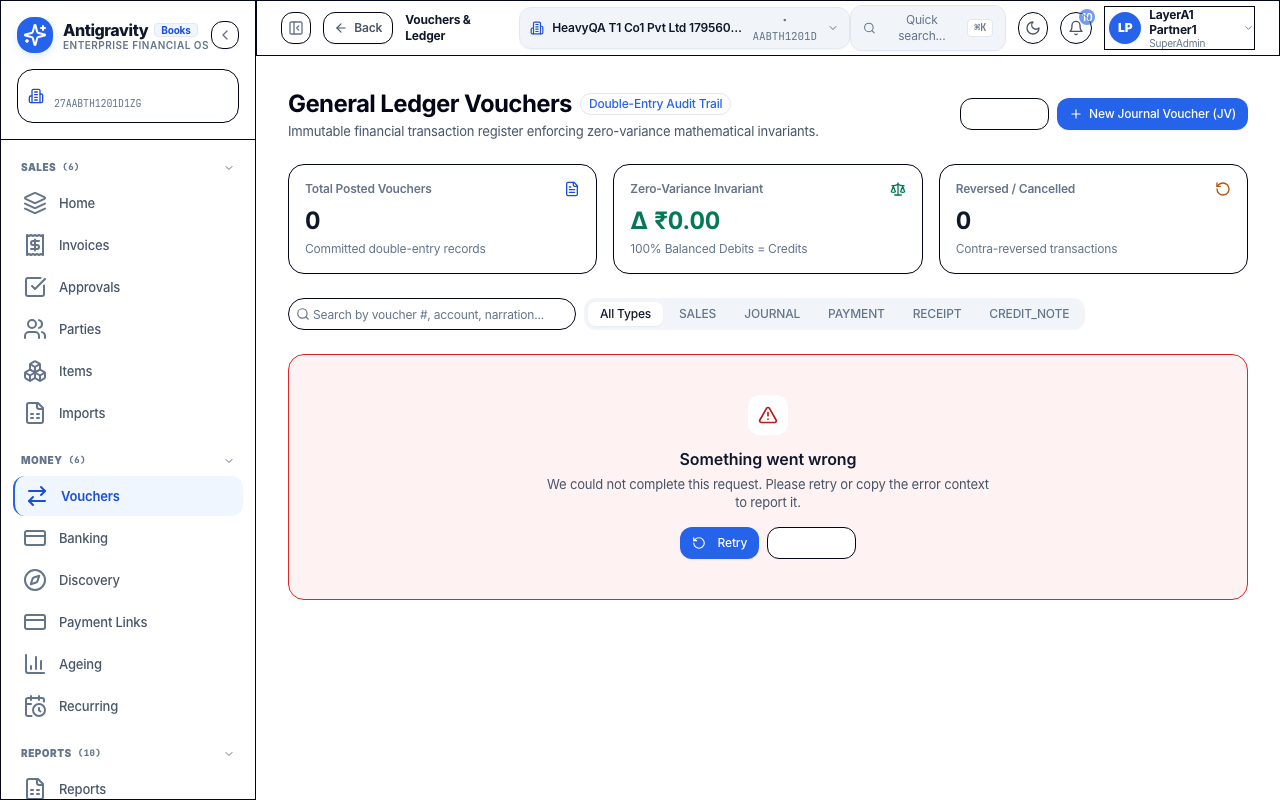 Antigravity Books
ENTERPRISE FINANCIAL OS
27AABTH1201D1ZG
SALES (6)
Home
Invoices
Approvals
Parties
Items
Imports
MONEY (6)
Vouchers
Banking
Discovery
Payment Links
Ageing
Recurring
REPORTS (10)
Reports
Back
Vouchers &
Ledger
HeavyQA T1 Co1 Pvt Ltd 179560...
•
AABTH1201D
Quick
search...
⌘K
10
LP
LayerA1
Partner1
SuperAdmin
General Ledger Vouchers
Double-Entry Audit Trail
Immutable financial transaction register enforcing zero-variance mathematical invariants.
New Journal Voucher (JV)
Total Posted Vouchers
0
Committed double-entry records
Zero-Variance Invariant
Δ ₹0.00
100% Balanced Debits = Credits
Reversed / Cancelled
0
Contra-reversed transactions
Search by voucher #, account, narration...
All Types
SALES
JOURNAL
PAYMENT
RECEIPT
CREDIT_NOTE
Something went wrong
We could not complete this request. Please retry or copy the error context
to report it.
Retry